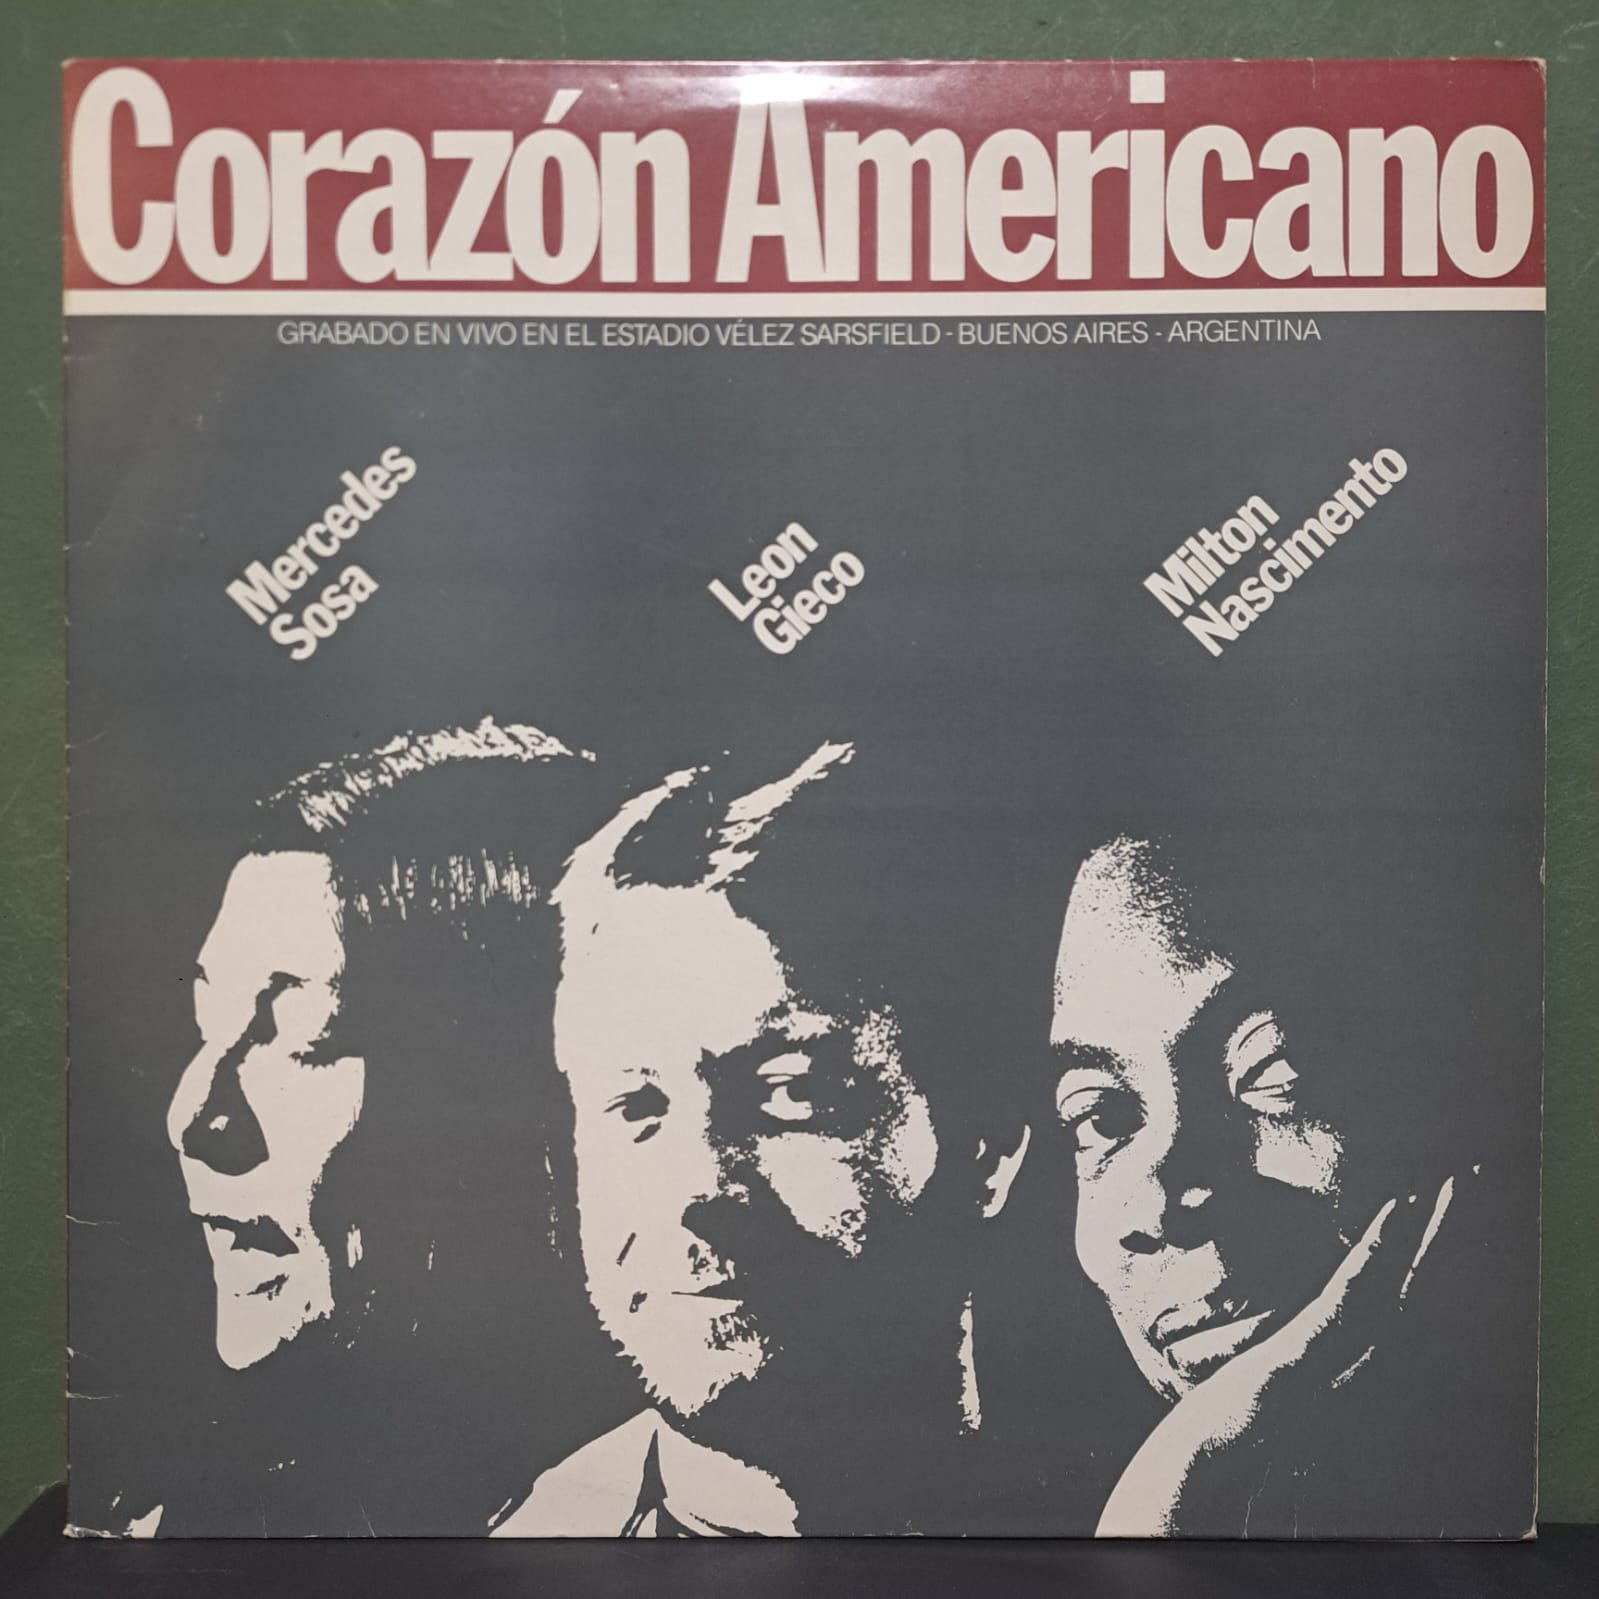 Corazón Americano
GRABADO EN VIVO EN EL ESTADIO VÉLEZ SARSFIELD - BUENOS AIRES - ARGENTINA
Mercedes
Sosa
Leon
Gieco
Milton
Nascimento